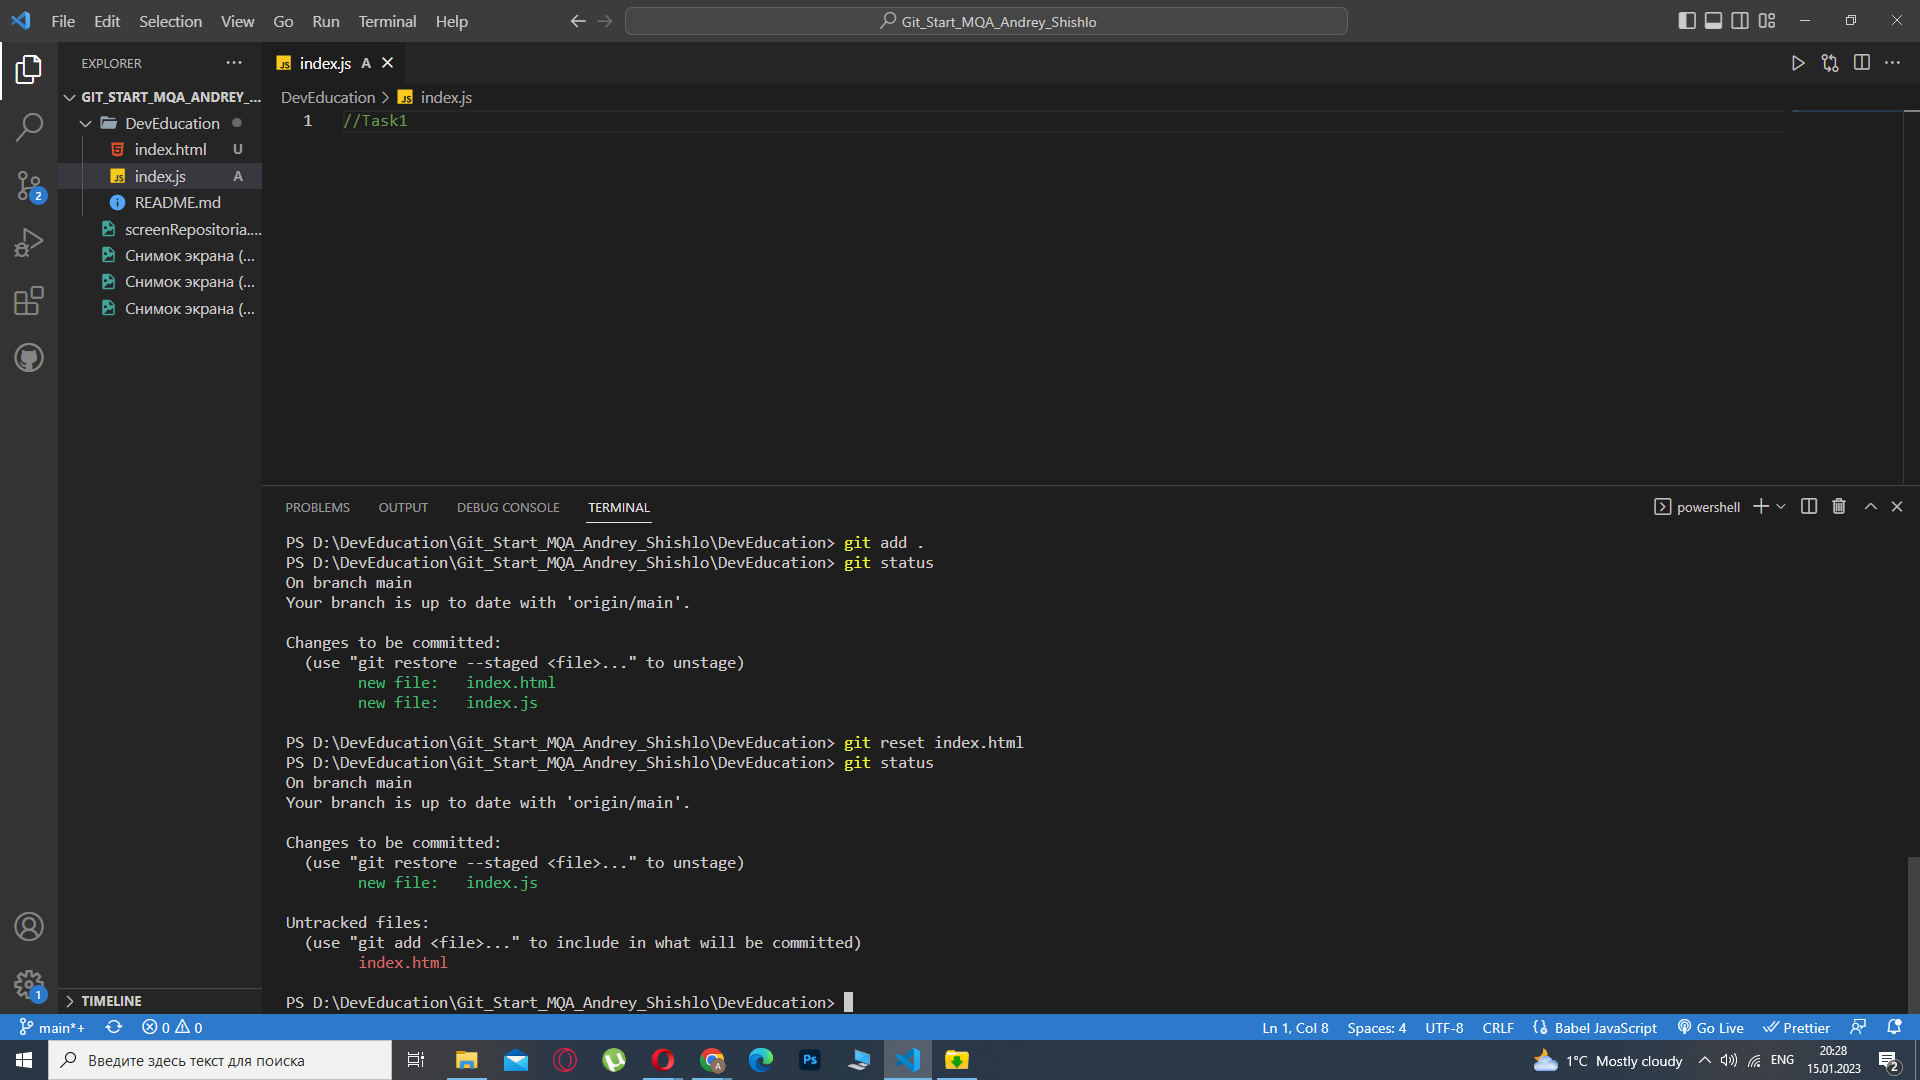 File Edit Selection View Go Run Terminal Help
Git_Start_MQA_Andrey_Shishlo
EXPLORER
GIT_START_MQA_ANDREY_...
DevEducation
index.html U
index.js A
README.md
screenRepositoria....
Снимок экрана (...
Снимок экрана (...
Снимок экрана (...
TIMELINE
index.js A
DevEducation > index.js
1 //Task1
PROBLEMS OUTPUT DEBUG CONSOLE TERMINAL
powershell
PS D:\DevEducation\Git_Start_MQA_Andrey_Shishlo\DevEducation> git add .
PS D:\DevEducation\Git_Start_MQA_Andrey_Shishlo\DevEducation> git status
On branch main
Your branch is up to date with 'origin/main'.
Changes to be committed:
(use "git restore --staged <file>..." to unstage)
new file: index.html
new file: index.js
PS D:\DevEducation\Git_Start_MQA_Andrey_Shishlo\DevEducation> git reset index.html
PS D:\DevEducation\Git_Start_MQA_Andrey_Shishlo\DevEducation> git status
On branch main
Your branch is up to date with 'origin/main'.
Changes to be committed:
(use "git restore --staged <file>..." to unstage)
new file: index.js
Untracked files:
(use "git add <file>..." to include in what will be committed)
index.html
PS D:\DevEducation\Git_Start_MQA_Andrey_Shishlo\DevEducation>
2
1
main*+ 0 0
Ln 1, Col 8 Spaces: 4 UTF-8 CRLF Babel JavaScript Go Live Prettier
Введите здесь текст для поиска
Ps
1°C Mostly cloudy
ENG
20:28
15.01.2023
2